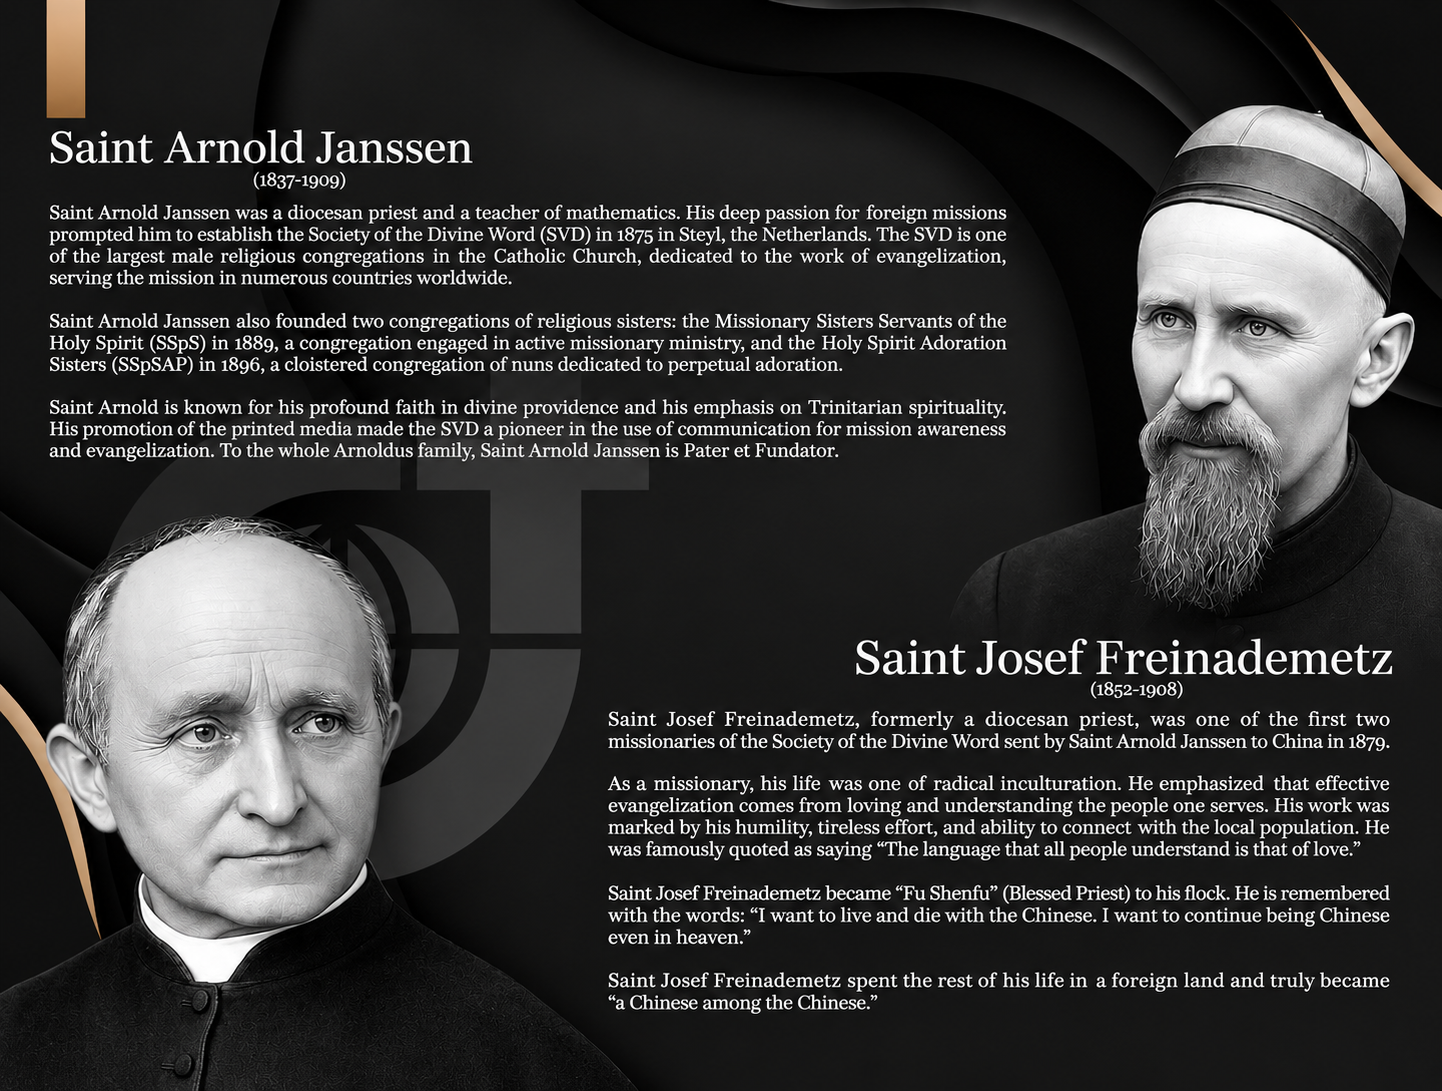 Saint Arnold Janssen
(1837-1909)
Saint Arnold Janssen was a diocesan priest and a teacher of mathematics. His deep passion for foreign missions
prompted him to establish the Society of the Divine Word (SVD) in 1875 in Steyl, the Netherlands. The SVD is one
of the largest male religious congregations in the Catholic Church, dedicated to the work of evangelization,
serving the mission in numerous countries worldwide.
Saint Arnold Janssen also founded two congregations of religious sisters: the Missionary Sisters Servants of the
Holy Spirit (SSpS) in 1889, a congregation engaged in active missionary ministry, and the Holy Spirit Adoration
Sisters (SSpSAP) in 1896, a cloistered congregation of nuns dedicated to perpetual adoration.
Saint Arnold is known for his profound faith in divine providence and his emphasis on Trinitarian spirituality.
His promotion of the printed media made the SVD a pioneer in the use of communication for mission awareness
and evangelization. To the whole Arnoldus family, Saint Arnold Janssen is Pater et Fundator.
Saint Josef Freinademetz
(1852-1908)
Saint Josef Freinademetz, formerly a diocesan priest, was one of the first two
missionaries of the Society of the Divine Word sent by Saint Arnold Janssen to China in 1879.
As a missionary, his life was one of radical inculturation. He emphasized that effective
evangelization comes from loving and understanding the people one serves. His work was
marked by his humility, tireless effort, and ability to connect with the local population. He
was famously quoted as saying “The language that all people understand is that of love.”
Saint Josef Freinademetz became “Fu Shenfu” (Blessed Priest) to his flock. He is remembered
with the words: “I want to live and die with the Chinese. I want to continue being Chinese
even in heaven.”
Saint Josef Freinademetz spent the rest of his life in a foreign land and truly became
“a Chinese among the Chinese.”